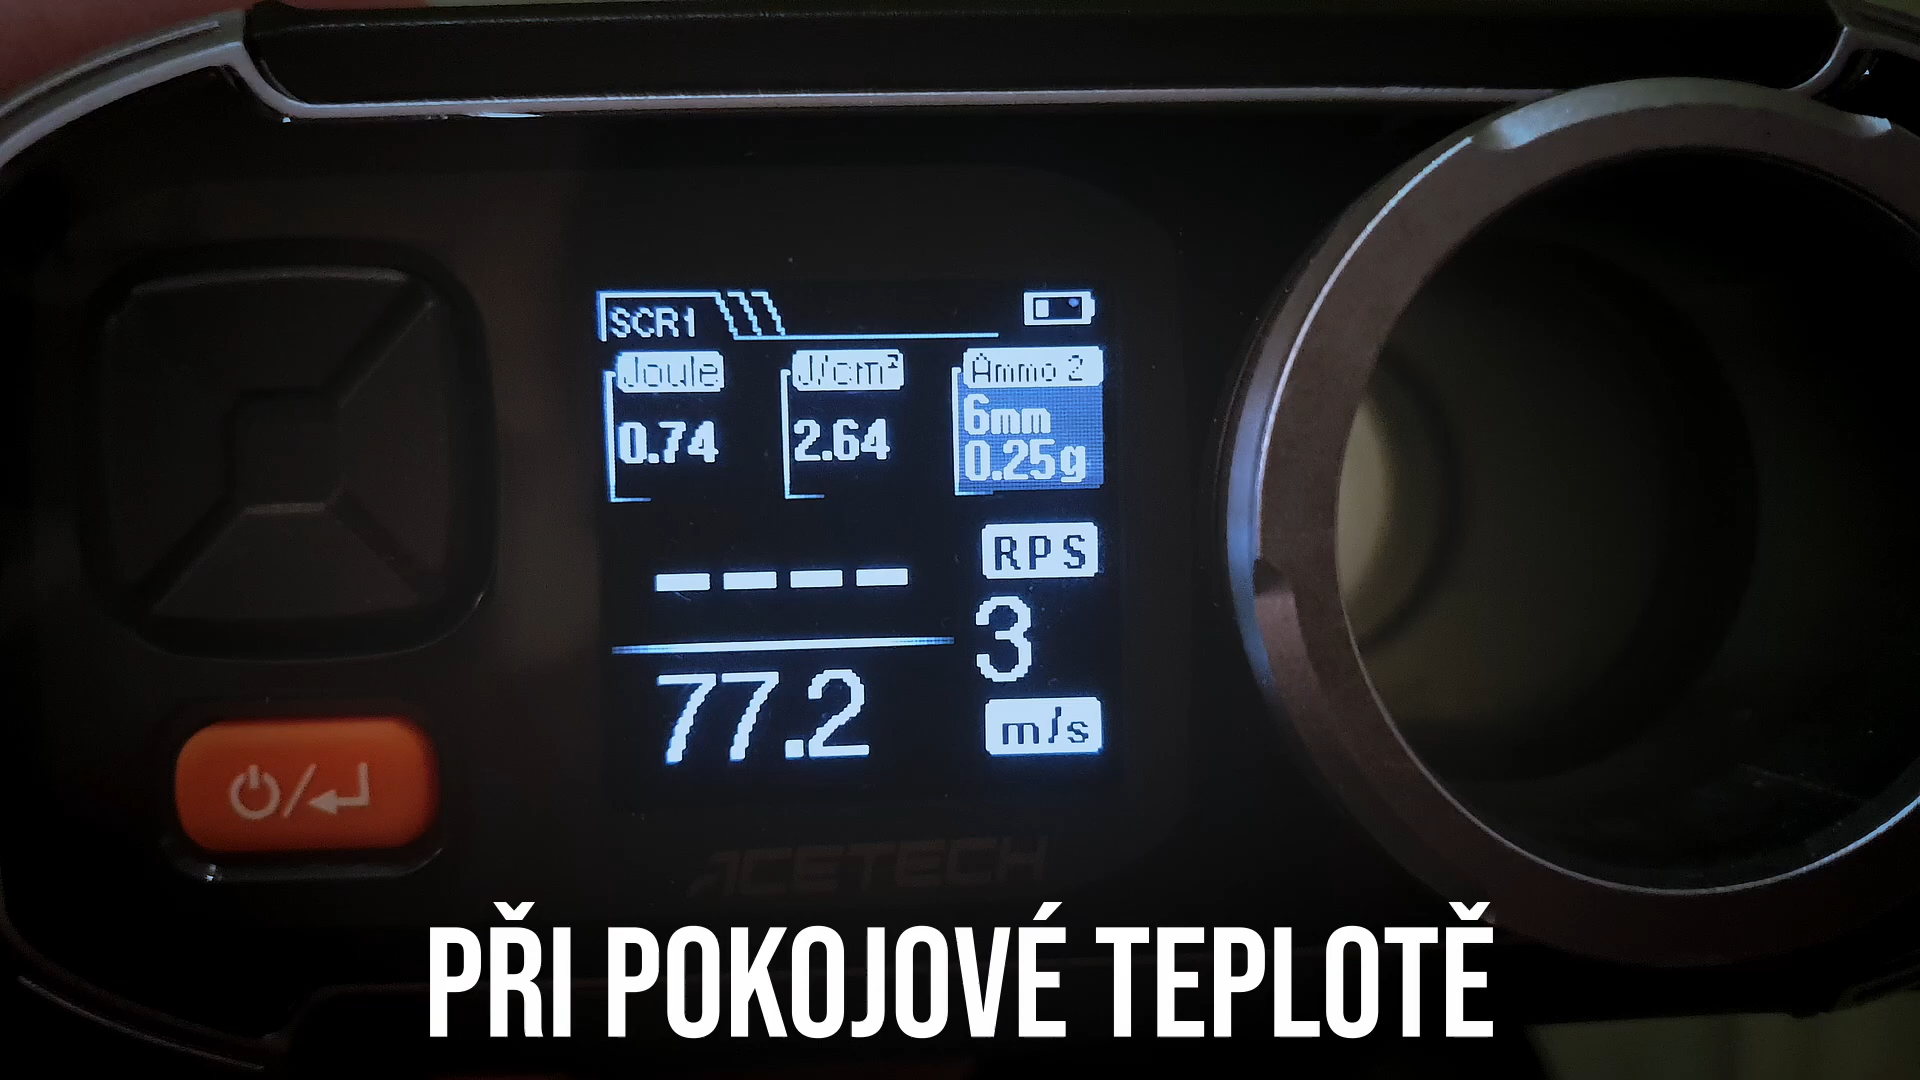 SCR1
Joule
J/cm²
Ammo 2
0.74
2.64
6mm
0.25g
RPS
3
77.2
m/s
ACETECH
PŘI POKOJOVÉ TEPLOTĚ